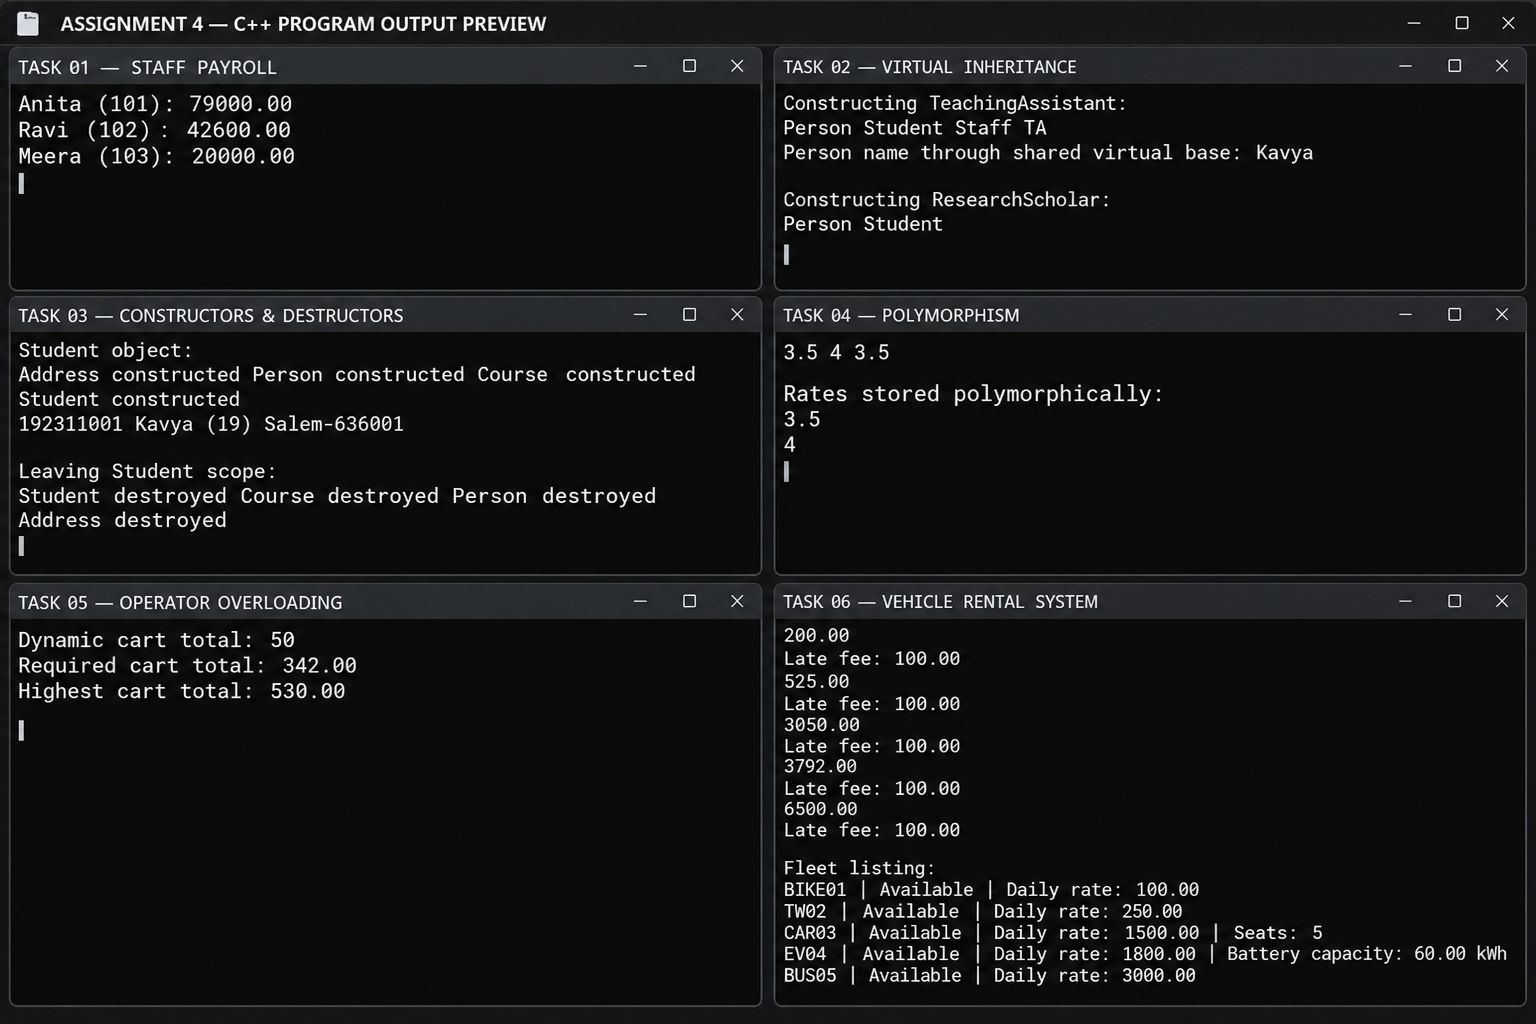 ASSIGNMENT 4 — C++ PROGRAM OUTPUT PREVIEW
TASK 01 — STAFF PAYROLL
Anita (101): 79000.00
Ravi (102) : 42600.00
Meera (103): 20000.00
TASK 02 — VIRTUAL INHERITANCE
Constructing TeachingAssistant:
Person Student Staff TA
Person name through shared virtual base: Kavya
Constructing ResearchScholar:
Person Student
TASK 03 — CONSTRUCTORS & DESTRUCTORS
Student object:
Address constructed Person constructed Course constructed
Student constructed
192311001 Kavya (19) Salem-636001
Leaving Student scope:
Student destroyed Course destroyed Person destroyed
Address destroyed
TASK 04 — POLYMORPHISM
3.5 4 3.5
Rates stored polymorphically:
3.5
4
TASK 05 — OPERATOR OVERLOADING
Dynamic cart total: 50
Required cart total: 342.00
Highest cart total: 530.00
TASK 06 — VEHICLE RENTAL SYSTEM
200.00
Late fee: 100.00
525.00
Late fee: 100.00
3050.00
Late fee: 100.00
3792.00
Late fee: 100.00
6500.00
Late fee: 100.00
Fleet listing:
BIKE01 | Available | Daily rate: 100.00
TW02 | Available | Daily rate: 250.00
CAR03 | Available | Daily rate: 1500.00 | Seats: 5
EV04 | Available | Daily rate: 1800.00 | Battery capacity: 60.00 kWh
BUS05 | Available | Daily rate: 3000.00